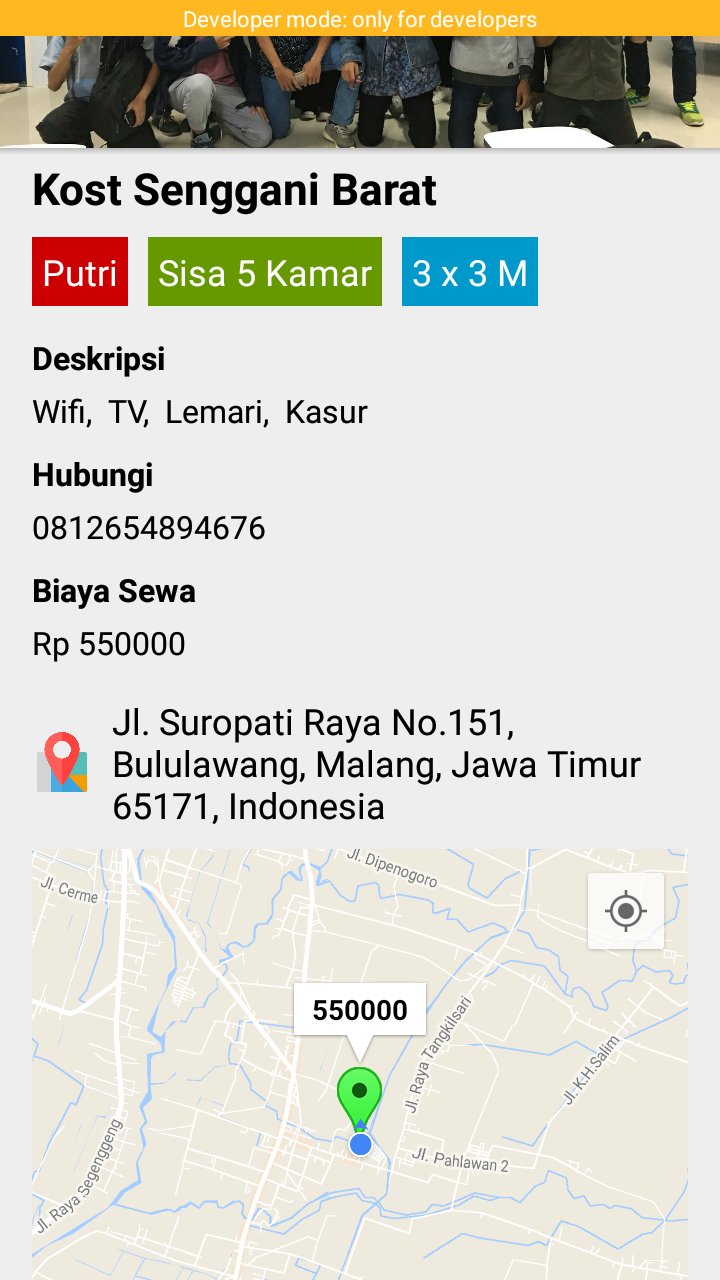 Developer mode: only for developers
Kost Senggani Barat
Putri
Sisa 5 Kamar
3 x 3 M
Deskripsi
Wifi,  TV,  Lemari,  Kasur
Hubungi
0812654894676
Biaya Sewa
Rp 550000
Jl. Suropati Raya No.151,
Bululawang, Malang, Jawa Timur
65171, Indonesia
Jl. Dipenogoro
Jl. Cerme
550000
Jl. Raya Tangkilsari
Jl. K.H.Salim
Jl. Pahlawan 2
Jl. Raya Segenggeng